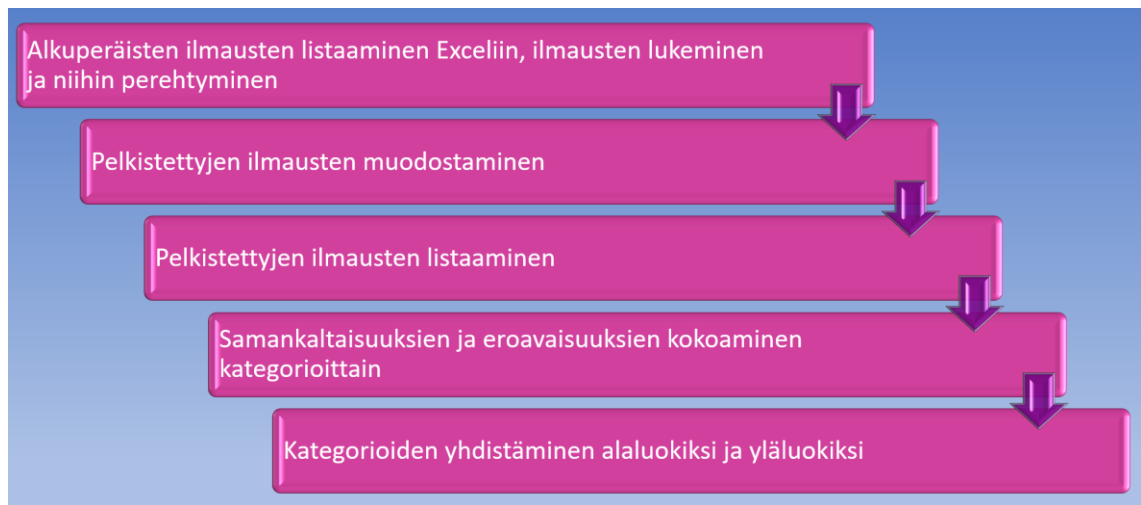 Alkuperäisten ilmausten listaaminen Exceliin, ilmausten lukeminen
ja niihin perehtyminen
Pelkistettyjen ilmausten muodostaminen
Pelkistettyjen ilmausten listaaminen
Samankaltaisuuksien ja eroavaisuuksien kokoaminen
kategorioittain
Kategorioiden yhdistäminen alaluokiksi ja yläluokiksi